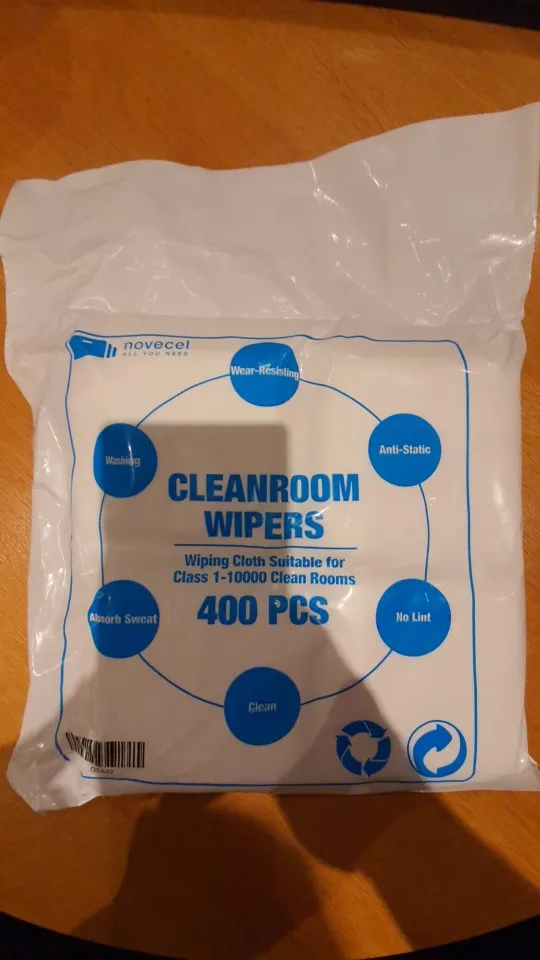 novecel
ALL YOU NEED
Wear-Resisting
Washing
Anti-Static
CLEANROOM
WIPERS
Wiping Cloth Suitable for
Class 1-10000 Clean Rooms
400 PCS
Absorb Sweat
No Lint
Clean